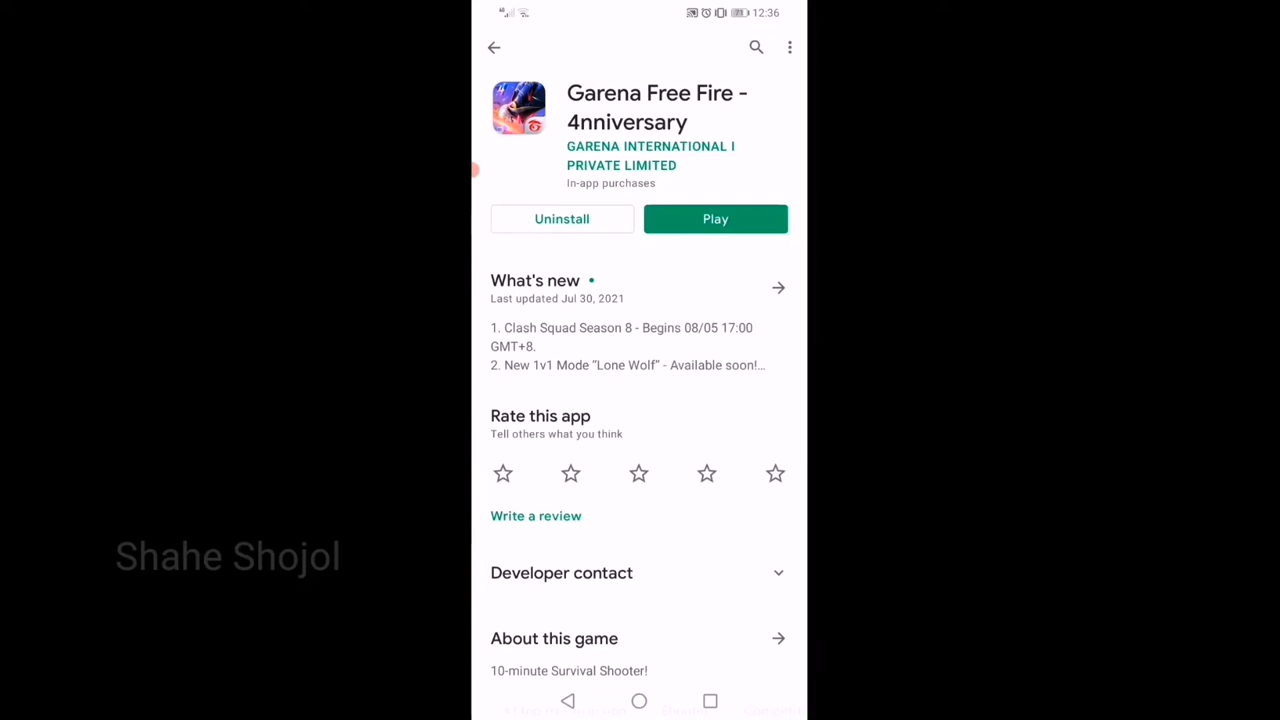 12:36
Garena Free Fire -
4nniversary
GARENA INTERNATIONAL I
PRIVATE LIMITED
In-app purchases
Uninstall
Play
What's new
Last updated Jul 30, 2021
1. Clash Squad Season 8 - Begins 08/05 17:00
GMT+8.
2. New 1v1 Mode “Lone Wolf” - Available soon!...
Rate this app
Tell others what you think
Write a review
Shahe Shojol
Developer contact
About this game
10-minute Survival Shooter!